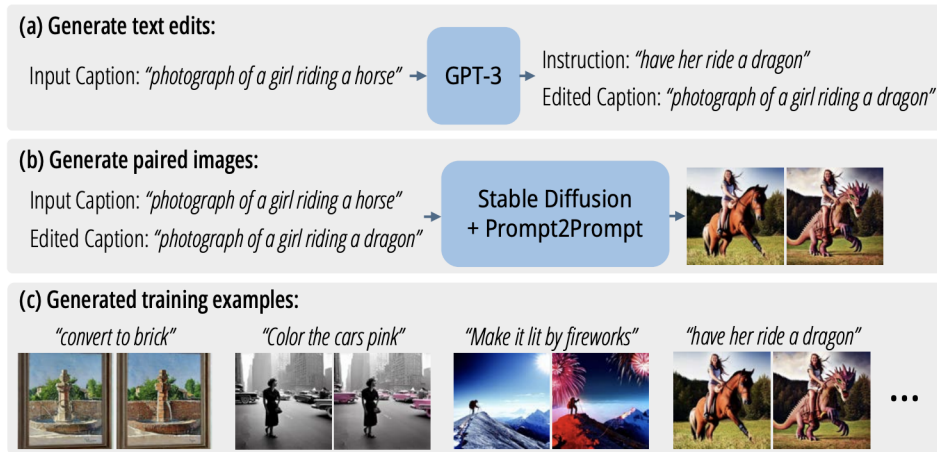 (a) Generate text edits:
Input Caption: “photograph of a girl riding a horse”
GPT-3
Instruction: “have her ride a dragon”
Edited Caption: “photograph of a girl riding a dragon”
(b) Generate paired images:
Input Caption: “photograph of a girl riding a horse”
Edited Caption: “photograph of a girl riding a dragon”
Stable Diffusion
+ Prompt2Prompt
(c) Generated training examples:
“convert to brick”
“Color the cars pink”
“Make it lit by fireworks”
“have her ride a dragon”
...